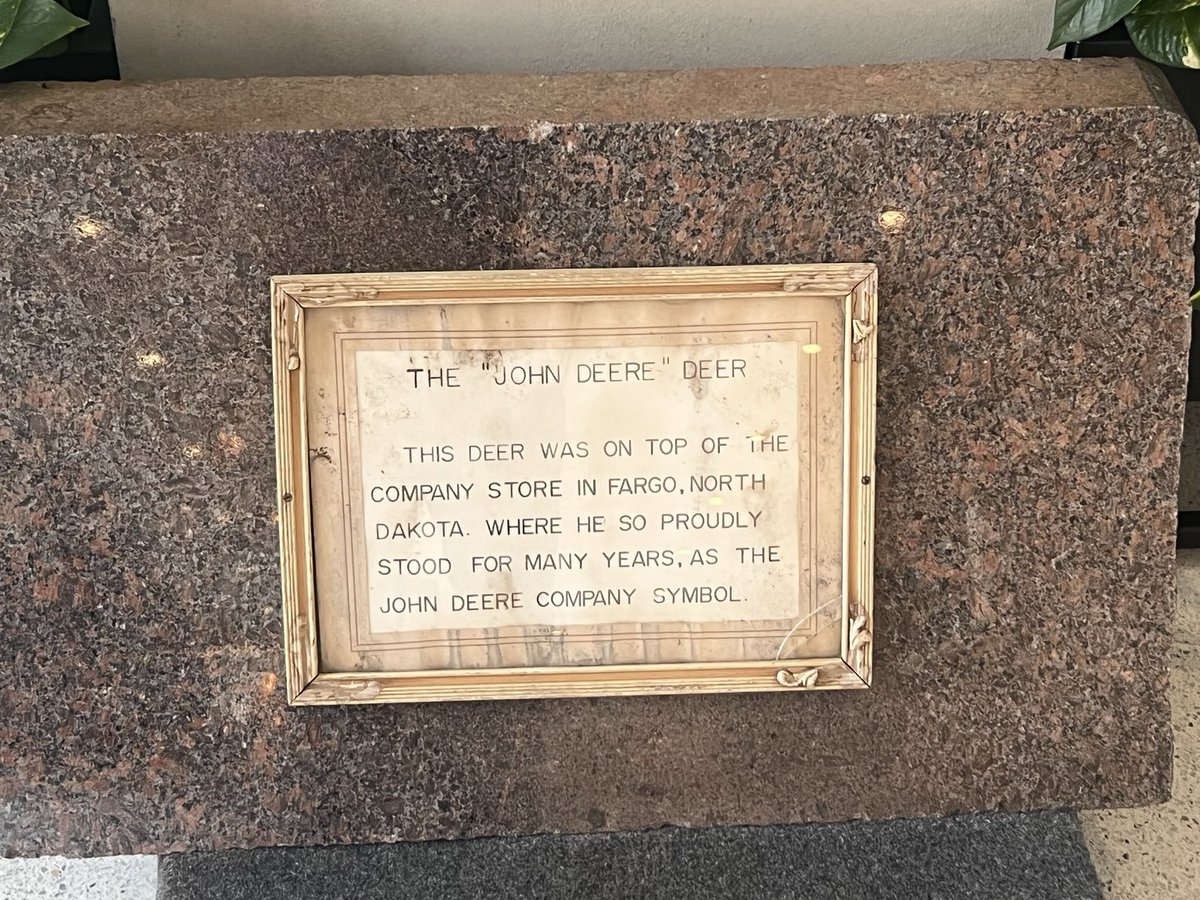 THE "JOHN DEERE" DEER
THIS DEER WAS ON TOP OF THE
COMPANY STORE IN FARGO, NORTH
DAKOTA. WHERE HE SO PROUDLY
STOOD FOR MANY YEARS, AS THE
JOHN DEERE COMPANY SYMBOL.